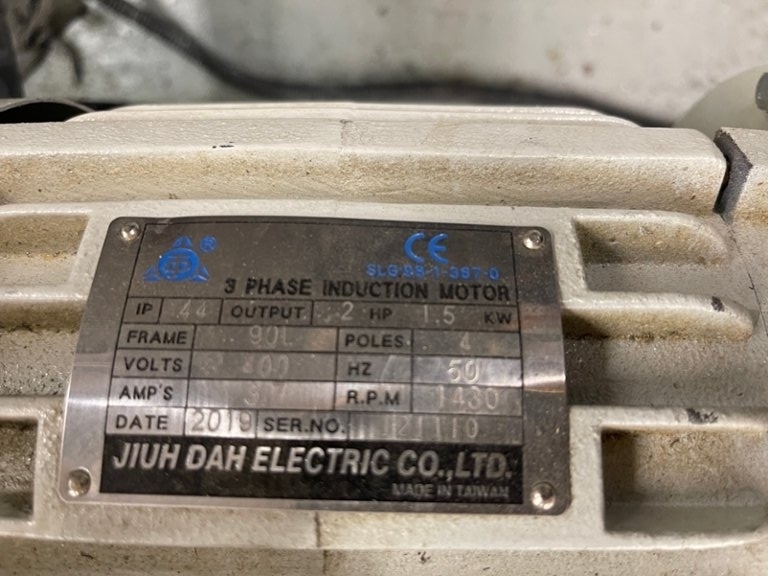 ®
CE
SLG-DS-1-397-0
3 PHASE INDUCTION MOTOR
IP 44 OUTPUT 2 HP 1.5 KW
FRAME 90L POLES 4
VOLTS 400 HZ 50
AMP'S R.P.M 1430
DATE 2019 SER.NO. J21110
JIUH DAH ELECTRIC CO.,LTD.
MADE IN TAIWAN